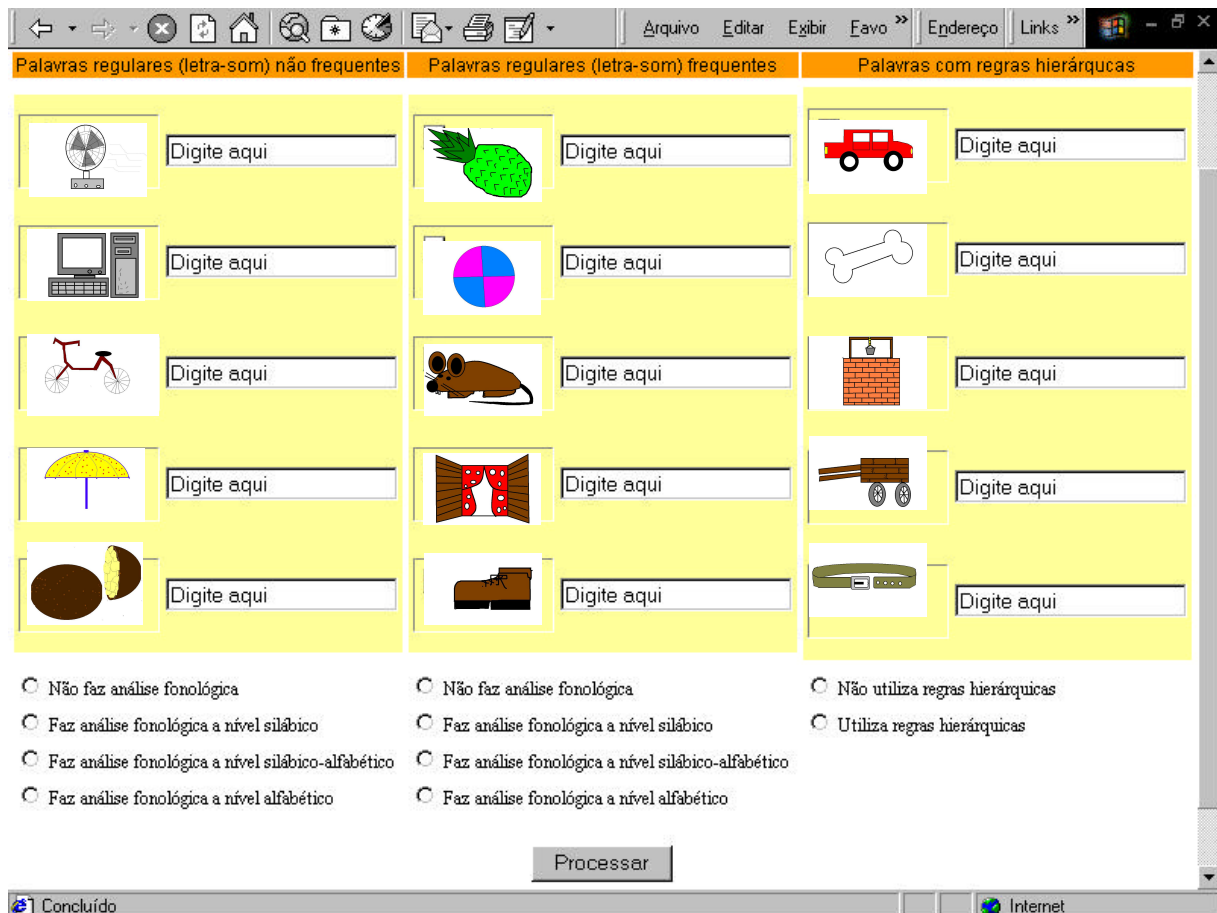 Arquivo Editar Exibir Favo » Endereço Links »
Palavras regulares (letra-som) não frequentes
Digite aqui
Digite aqui
Digite aqui
Digite aqui
Digite aqui
Não faz análise fonológica
Faz análise fonológica a nível silábico
Faz análise fonológica a nível silábico-alfabético
Faz análise fonológica a nível alfabético
Palavras regulares (letra-som) frequentes
Digite aqui
Digite aqui
Digite aqui
Digite aqui
Digite aqui
Não faz análise fonológica
Faz análise fonológica a nível silábico
Faz análise fonológica a nível silábico-alfabético
Faz análise fonológica a nível alfabético
Palavras com regras hierárqucas
Digite aqui
Digite aqui
Digite aqui
Digite aqui
Digite aqui
Não utiliza regras hierárquicas
Utiliza regras hierárquicas
Processar
Concluído
Internet